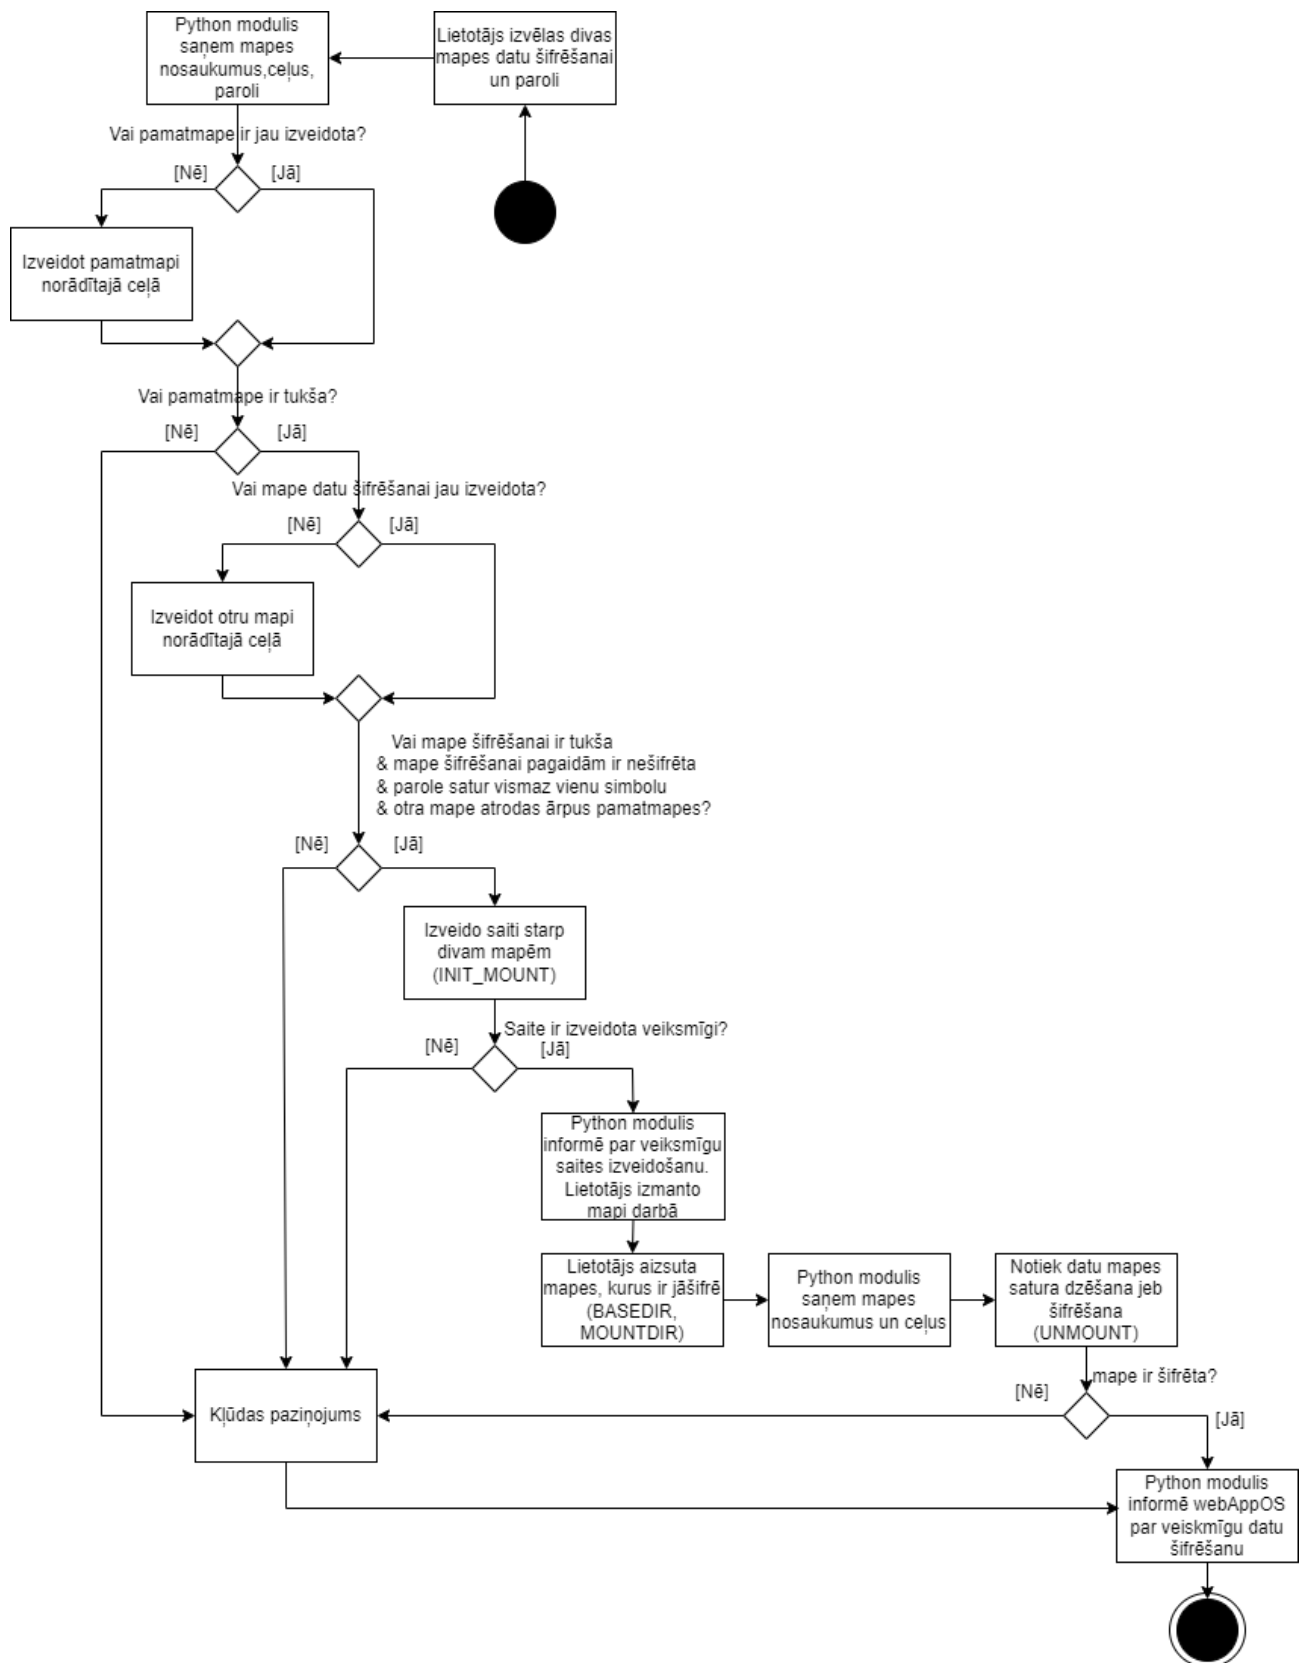 Python modulis
saņem mapes
nosaukumus,ceļus,
paroli
Lietotājs izvēlas divas
mapes datu šifrēšanai
un paroli
Vai pamatmape ir jau izveidota?
[Nē]
[Jā]
Izveidot pamatmapi
norādītajā ceļā
Vai pamatmape ir tukša?
[Nē]
[Jā]
Vai mape datu šifrēšanai jau izveidota?
[Nē]
[Jā]
Izveidot otru mapi
norādītajā ceļā
Vai mape šifrēšanai ir tukša
& mape šifrēšanai pagaidām ir nešifrēta
& parole satur vismaz vienu simbolu
& otra mape atrodas ārpus pamatmapes?
[Nē]
[Jā]
Izveido saiti starp
divam mapēm
(INIT_MOUNT)
Saite ir izveidota veiksmīgi?
[Nē]
[Jā]
Python modulis
informē par veiksmīgu
saites izveidošanu.
Lietotājs izmanto
mapi darbā
Lietotājs aizsuta
mapes, kurus ir jāšifrē
(BASEDIR,
MOUNTDIR)
Python modulis
saņem mapes
nosaukumus un ceļus
Notiek datu mapes
satura dzēšana jeb
šifrēšana
(UNMOUNT)
mape ir šifrēta?
[Nē]
[Jā]
Kļūdas paziņojums
Python modulis
informē webAppOS
par veiskmīgu datu
šifrēšanu